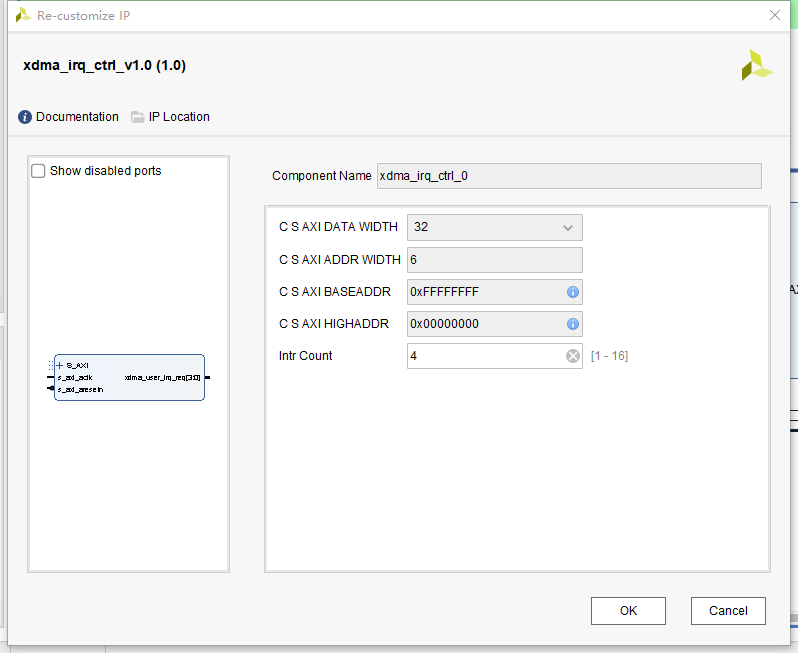 Re-customize IP
xdma_irq_ctrl_v1.0 (1.0)
Documentation IP Location
Show disabled ports
Component Name xdma_irq_ctrl_0
C S AXI DATA WIDTH 32
C S AXI ADDR WIDTH 6
C S AXI BASEADDR 0xFFFFFFFF
C S AXI HIGHADDR 0x00000000
Intr Count 4 [1 - 16]
S_AXI
s_axi_aclk xdma_user_irq_req[3:0]
s_axi_aresetn
OK Cancel